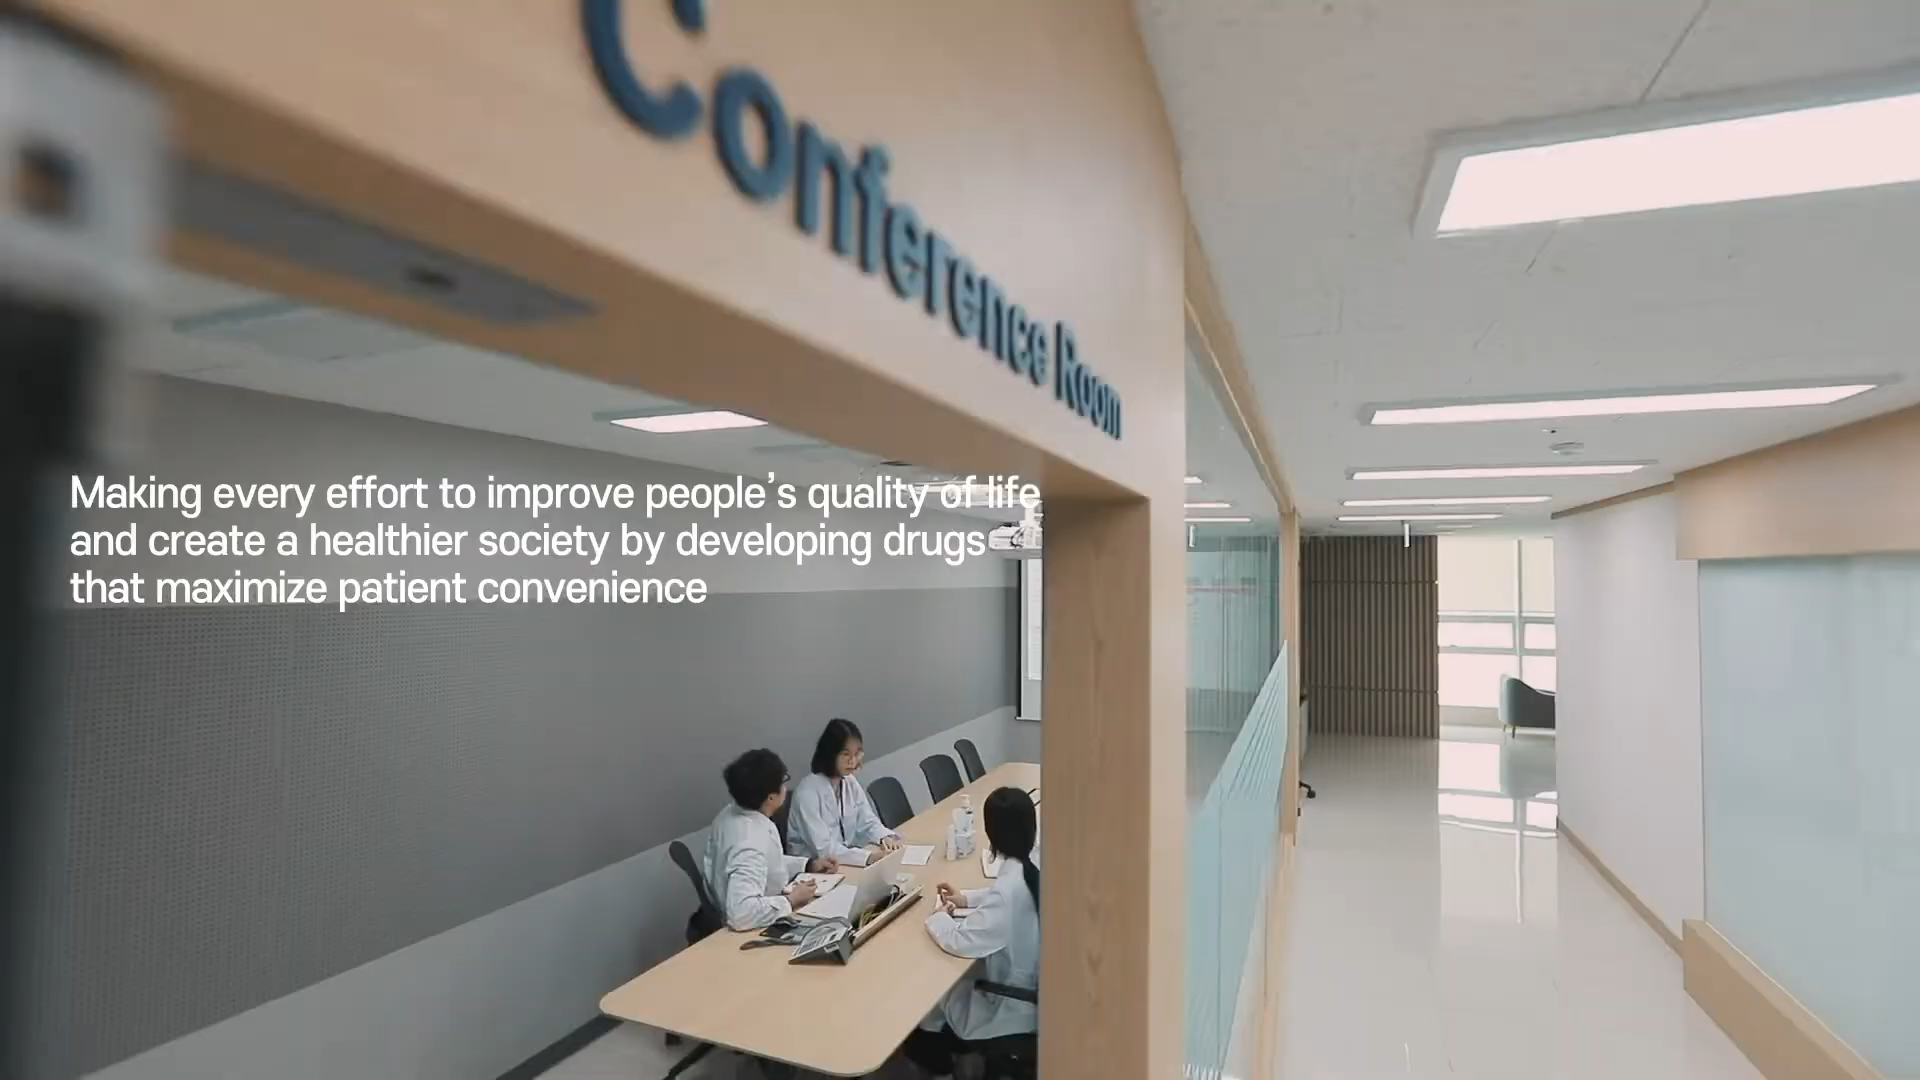 Conference Room
Making every effort to improve people's quality of life
and create a healthier society by developing drugs
that maximize patient convenience